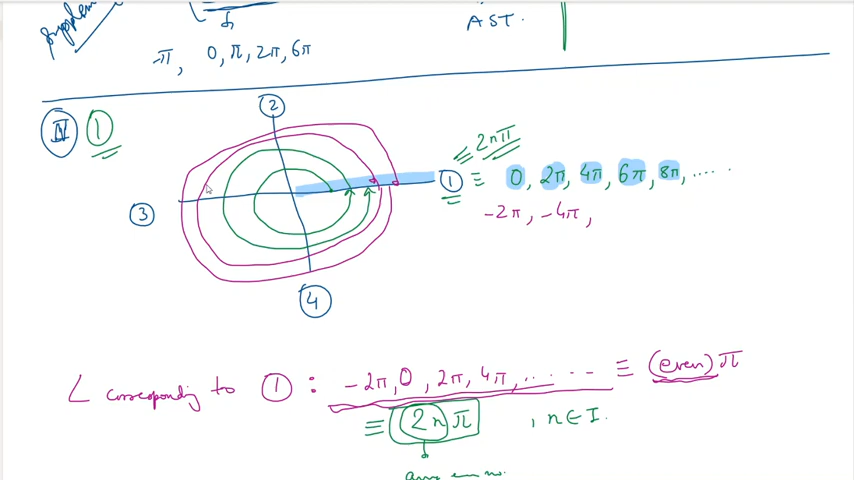 AST.
-π, 0, π, 2π, 6π
IV 1
2
≡ 2nπ
1 ≡ 0, 2π, 4π, 6π, 8π, .....
-2π, -4π,
3
4
∠ corresponding to 1 : -2π, 0, 2π, 4π, ...... ≡ (even) π
≡ 2nπ , n ∈ I.